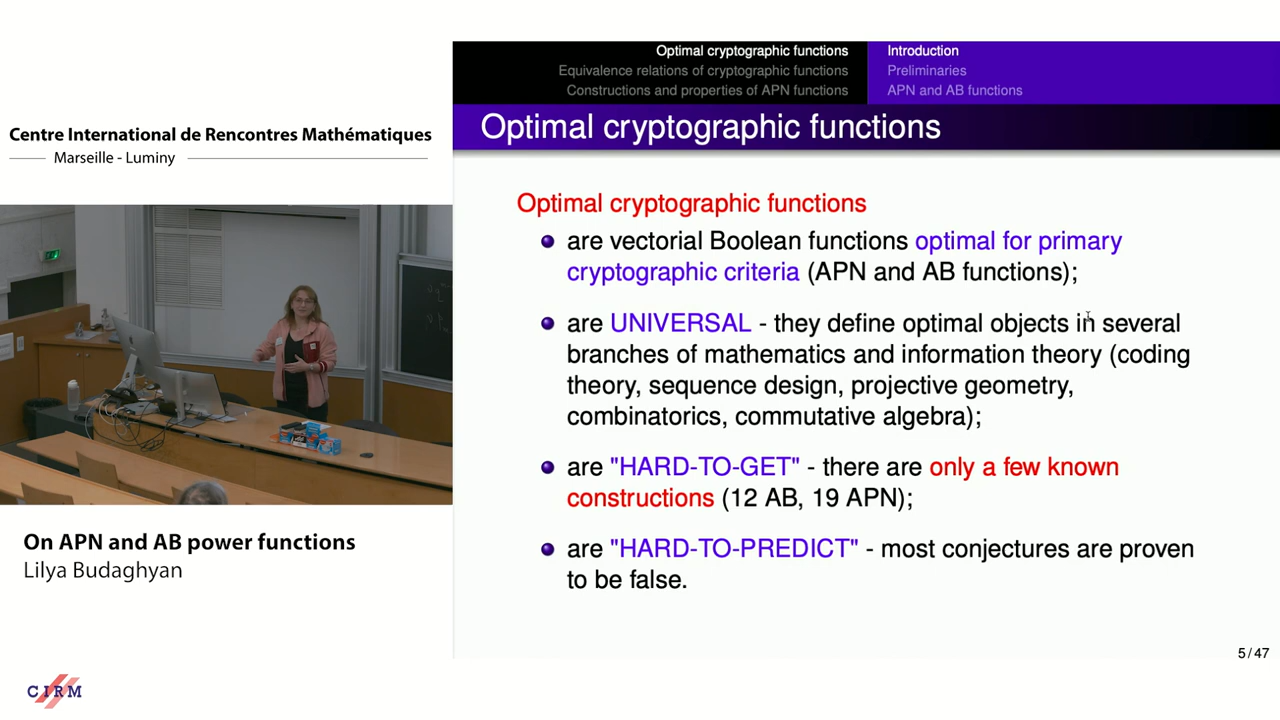 Centre International de Rencontres Mathématiques
Marseille - Luminy
On APN and AB power functions
Lilya Budaghyan
CIRM
Optimal cryptographic functions
Equivalence relations of cryptographic functions
Constructions and properties of APN functions
Introduction
Preliminaries
APN and AB functions
Optimal cryptographic functions
Optimal cryptographic functions
are vectorial Boolean functions optimal for primary
cryptographic criteria (APN and AB functions);
are UNIVERSAL - they define optimal objects in several
branches of mathematics and information theory (coding
theory, sequence design, projective geometry,
combinatorics, commutative algebra);
are "HARD-TO-GET" - there are only a few known
constructions (12 AB, 19 APN);
are "HARD-TO-PREDICT" - most conjectures are proven
to be false.
5 / 47